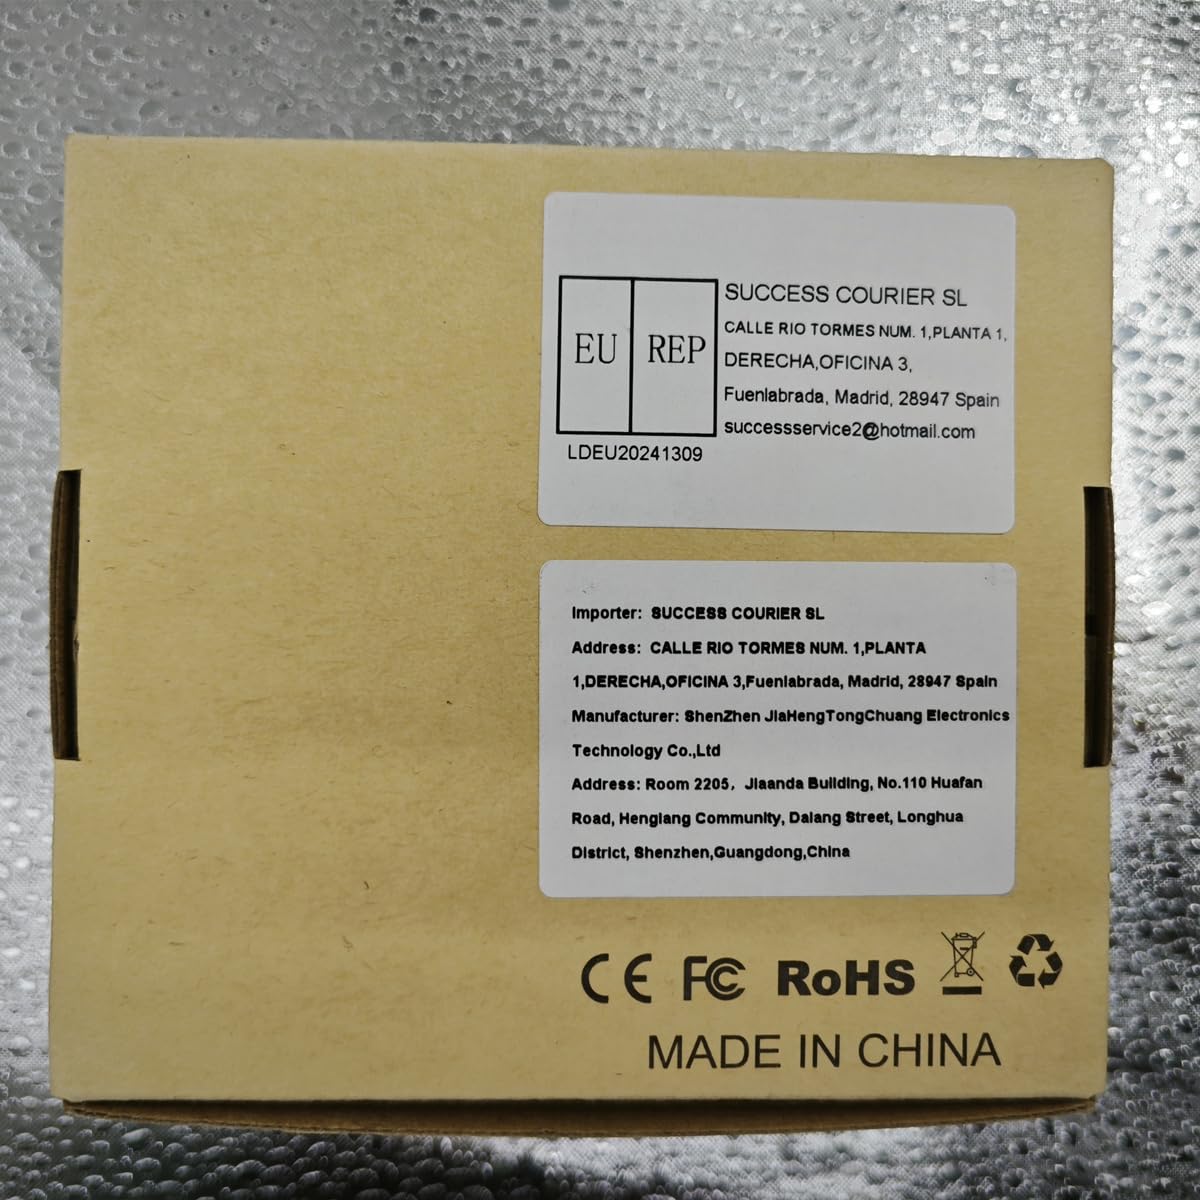 EU REP
SUCCESS COURIER SL
CALLE RIO TORMES NUM. 1,PLANTA 1,
DERECHA,OFICINA 3,
Fuenlabrada, Madrid, 28947 Spain
successservice2@hotmail.com
LDEU20241309
Importer: SUCCESS COURIER SL
Address: CALLE RIO TORMES NUM. 1,PLANTA
1,DERECHA,OFICINA 3,Fuenlabrada, Madrid, 28947 Spain
Manufacturer: ShenZhen JiaHengTongChuang Electronics
Technology Co.,Ltd
Address: Room 2205, Jiaanda Building, No.110 Huafan
Road, Henglang Community, Dalang Street, Longhua
District, Shenzhen,Guangdong,China
CE FC RoHS
MADE IN CHINA